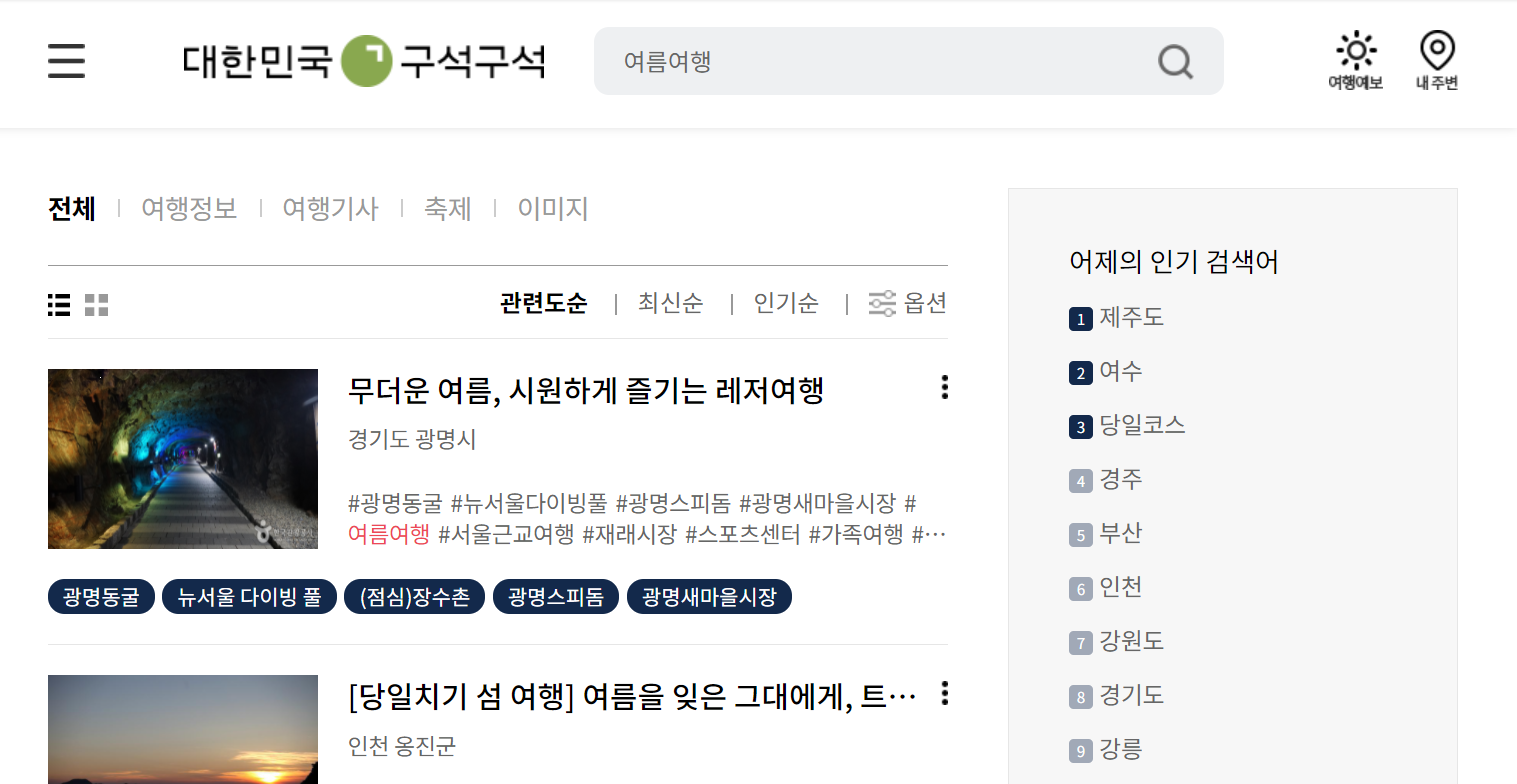 대한민국 구석구석
여름여행
여행예보
내 주변
전체 | 여행정보 | 여행기사 | 축제 | 이미지
관련도순 | 최신순 | 인기순 | 옵션
무더운 여름, 시원하게 즐기는 레저여행
경기도 광명시
#광명동굴 #뉴서울다이빙풀 #광명스피돔 #광명새마을시장 #
여름여행 #서울근교여행 #재래시장 #스포츠센터 #가족여행 #…
광명동굴 뉴서울 다이빙 풀 (점심)장수촌 광명스피돔 광명새마을시장
[당일치기 섬 여행] 여름을 잊은 그대에게, 트…
인천 옹진군
어제의 인기 검색어
1 제주도
2 여수
3 당일코스
4 경주
5 부산
6 인천
7 강원도
8 경기도
9 강릉